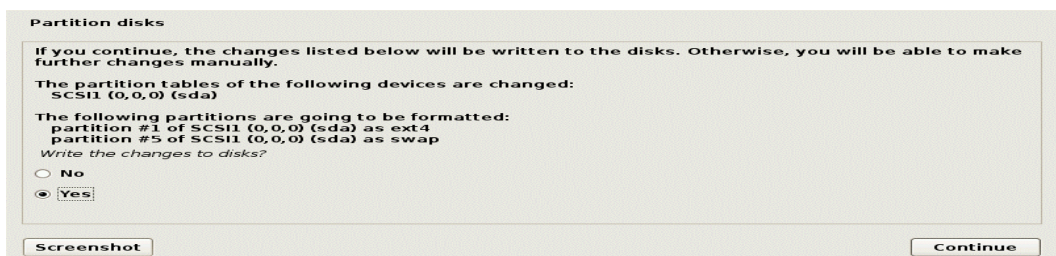 Partition disks
If you continue, the changes listed below will be written to the disks. Otherwise, you will be able to make
further changes manually.
The partition tables of the following devices are changed:
SCSI1 (0,0,0) (sda)
The following partitions are going to be formatted:
partition #1 of SCSI1 (0,0,0) (sda) as ext4
partition #5 of SCSI1 (0,0,0) (sda) as swap
Write the changes to disks?
No
Yes
Screenshot Continue